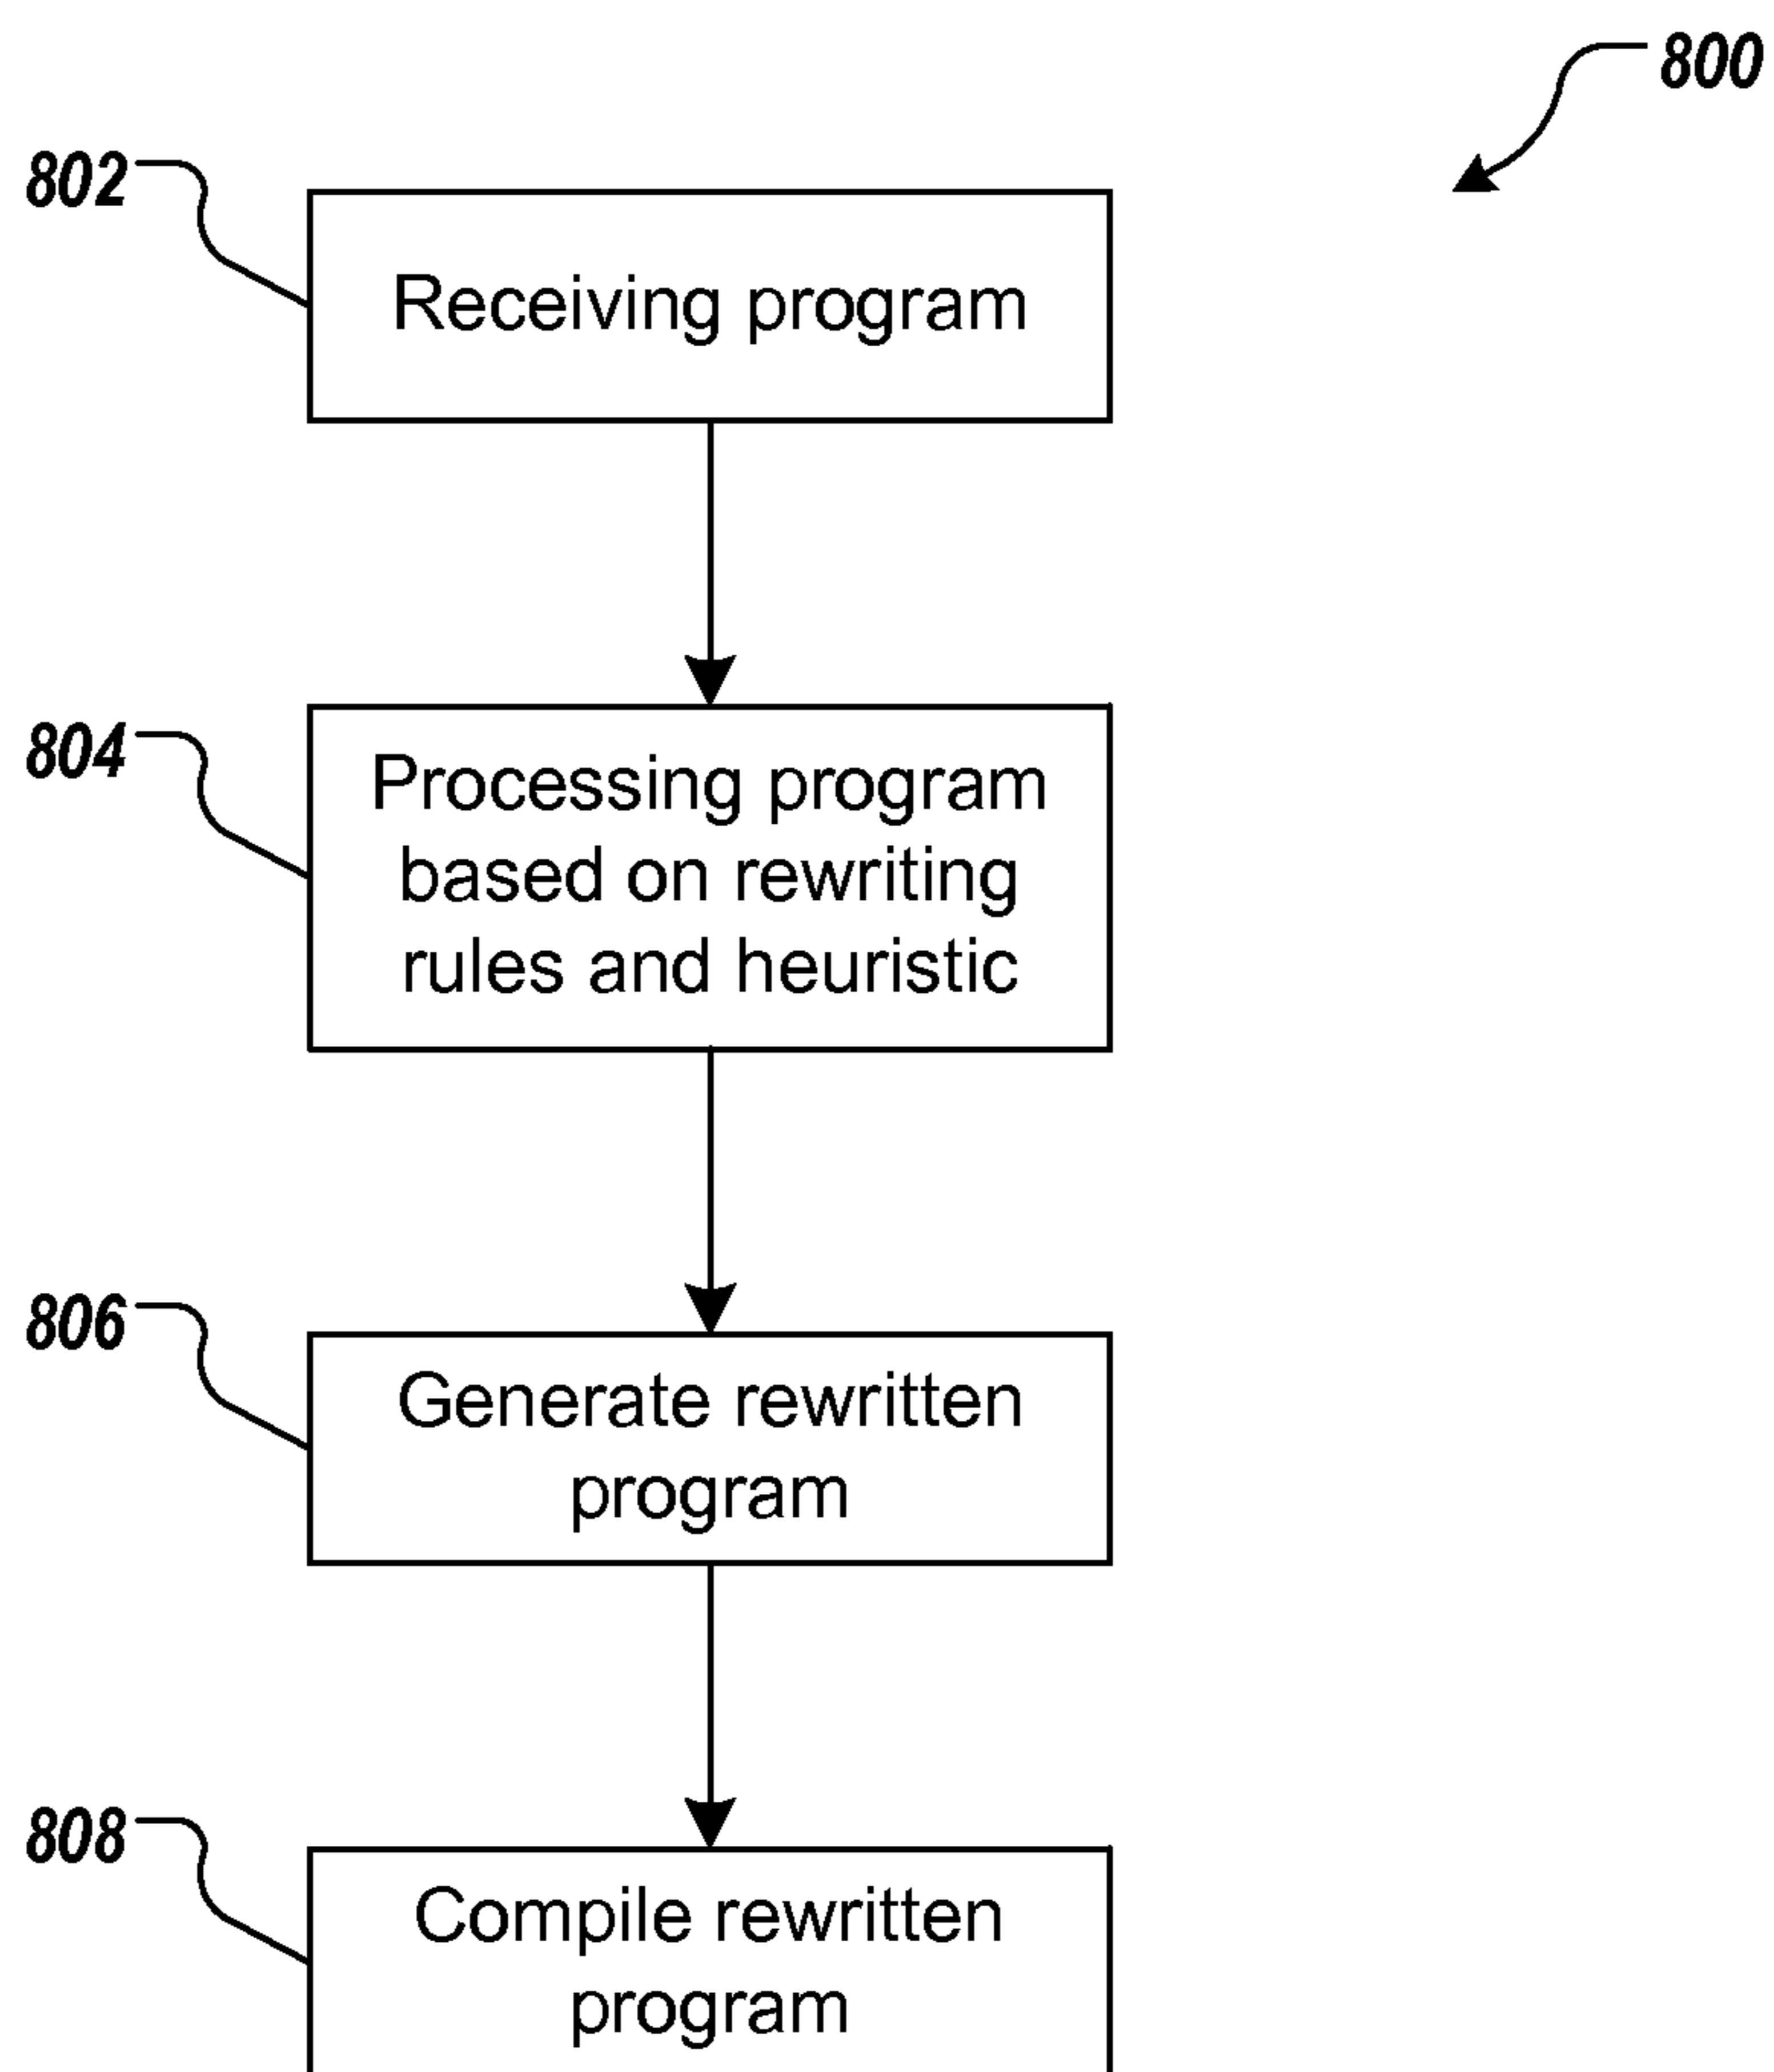 800
802
Receiving program
804
Processing program
based on rewriting
rules and heuristic
806
Generate rewritten
program
808
Compile rewritten
program